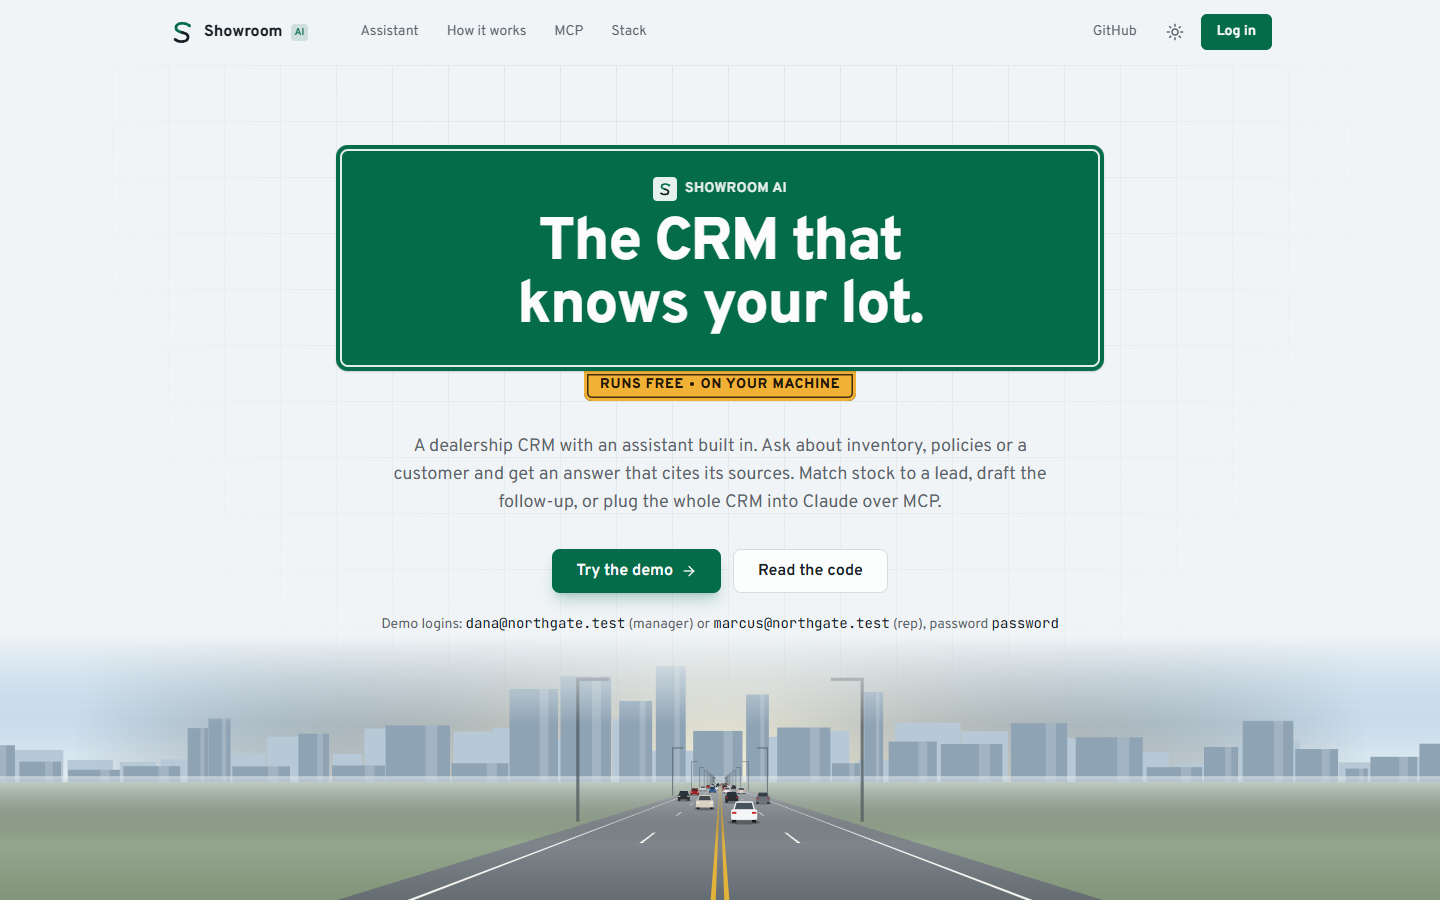 Showroom AI
Assistant
How it works
MCP
Stack
GitHub
Log in
S SHOWROOM AI
The CRM that
knows your lot.
RUNS FREE • ON YOUR MACHINE
A dealership CRM with an assistant built in. Ask about inventory, policies or a
customer and get an answer that cites its sources. Match stock to a lead, draft the
follow-up, or plug the whole CRM into Claude over MCP.
Try the demo →
Read the code
Demo logins: dana@northgate.test (manager) or marcus@northgate.test (rep), password password